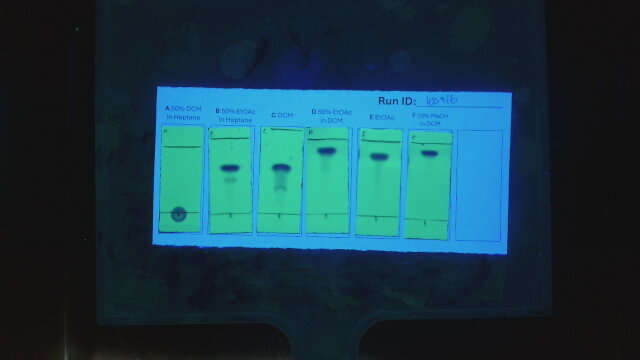 Run ID:
A 50% DCM
in Heptane
B 50% EtOAc
in Heptane
C DCM
D 50% EtOAc
in DCM
E EtOAc
F 10% MeOH
in DCM